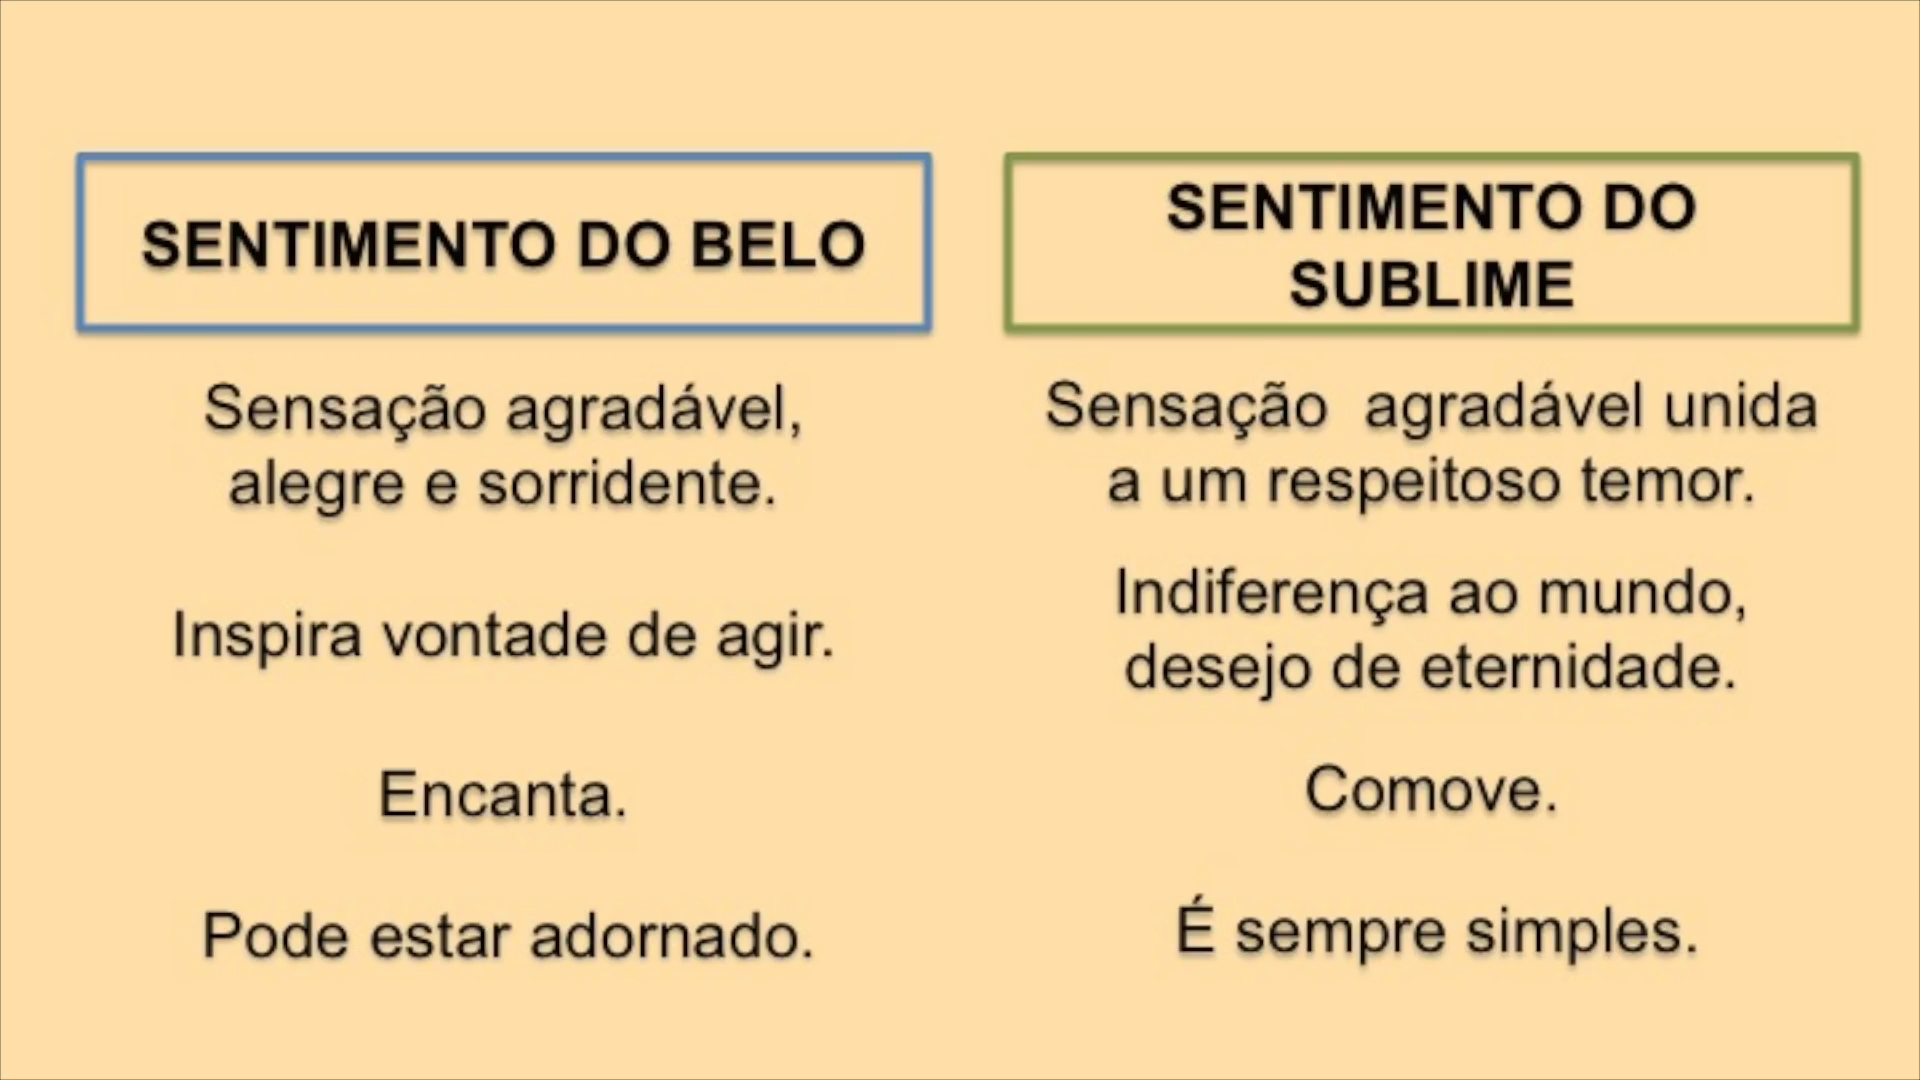 SENTIMENTO DO BELO
Sensação agradável,
alegre e sorridente.
Inspira vontade de agir.
Encanta.
Pode estar adornado.
SENTIMENTO DO
SUBLIME
Sensação agradável unida
a um respeitoso temor.
Indiferença ao mundo,
desejo de eternidade.
Comove.
É sempre simples.